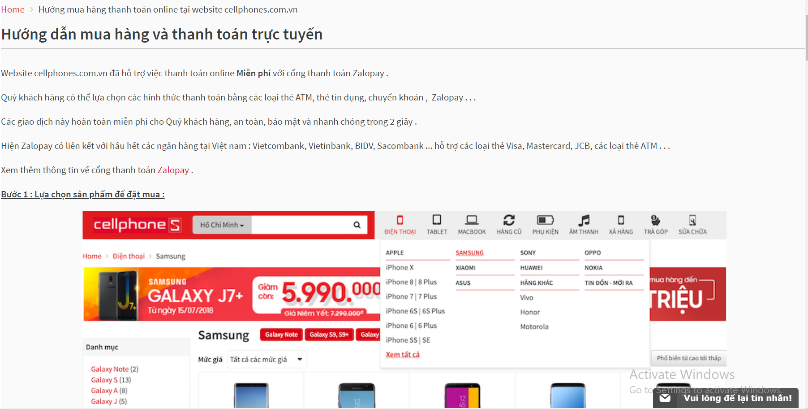 Home > Hướng mua hàng thanh toán online tại website cellphones.com.vn
Hướng dẫn mua hàng và thanh toán trực tuyến
Website cellphones.com.vn đã hỗ trợ việc thanh toán online Miễn phí với cổng thanh toán Zalopay .
Quý khách hàng có thể lựa chọn các hình thức thanh toán bằng các loại thẻ ATM, thẻ tín dụng, chuyển khoản , Zalopay . . .
Các giao dịch này hoàn toàn miễn phí cho Quý khách hàng, an toàn, bảo mật và nhanh chóng trong 2 giây .
Hiện Zalopay có liên kết với hầu hết các ngân hàng tại Việt nam : Vietcombank, Vietinbank, BIDV, Sacombank ... hỗ trợ các loại thẻ Visa, Mastercard, JCB, các loại thẻ ATM . . .
Xem thêm thông tin về cổng thanh toán Zalopay .
Bước 1 : Lựa chọn sản phẩm để đặt mua :
cellphone S Hồ Chí Minh
ĐIỆN THOẠI TABLET MACBOOK HÀNG CŨ PHỤ KIỆN ÂM THANH XẢ HÀNG TRẢ GÓP SỬA CHỮA
Home > Điện thoại > Samsung
APPLE SAMSUNG SONY OPPO
iPhone X XIAOMI HUAWEI NOKIA
iPhone 8 | 8 Plus ASUS HÃNG KHÁC TIN ĐỒN - MỚI RA
iPhone 7 | 7 Plus Vivo
iPhone 6S | 6S Plus Honor
iPhone 6 | 6 Plus Motorola
iPhone 5S | SE
Xem tất cả
SAMSUNG
GALAXY J7+
Từ ngày 15/07/2018
Giảm còn: 5.990.000
Giá Niêm Yết: 7.290.000₫
mua hàng đến
TRIỆU
Samsung Galaxy Note Galaxy S9, S9+ Galaxy
Danh mục
Mức giá Tất cả các mức giá
Phổ biến từ cao tới thấp
Galaxy Note (2)
Galaxy S (13)
Galaxy A (6)
Galaxy J (5)
Activate Windows
Go to Settings to activate Windows.
Vui lòng để lại tin nhắn!